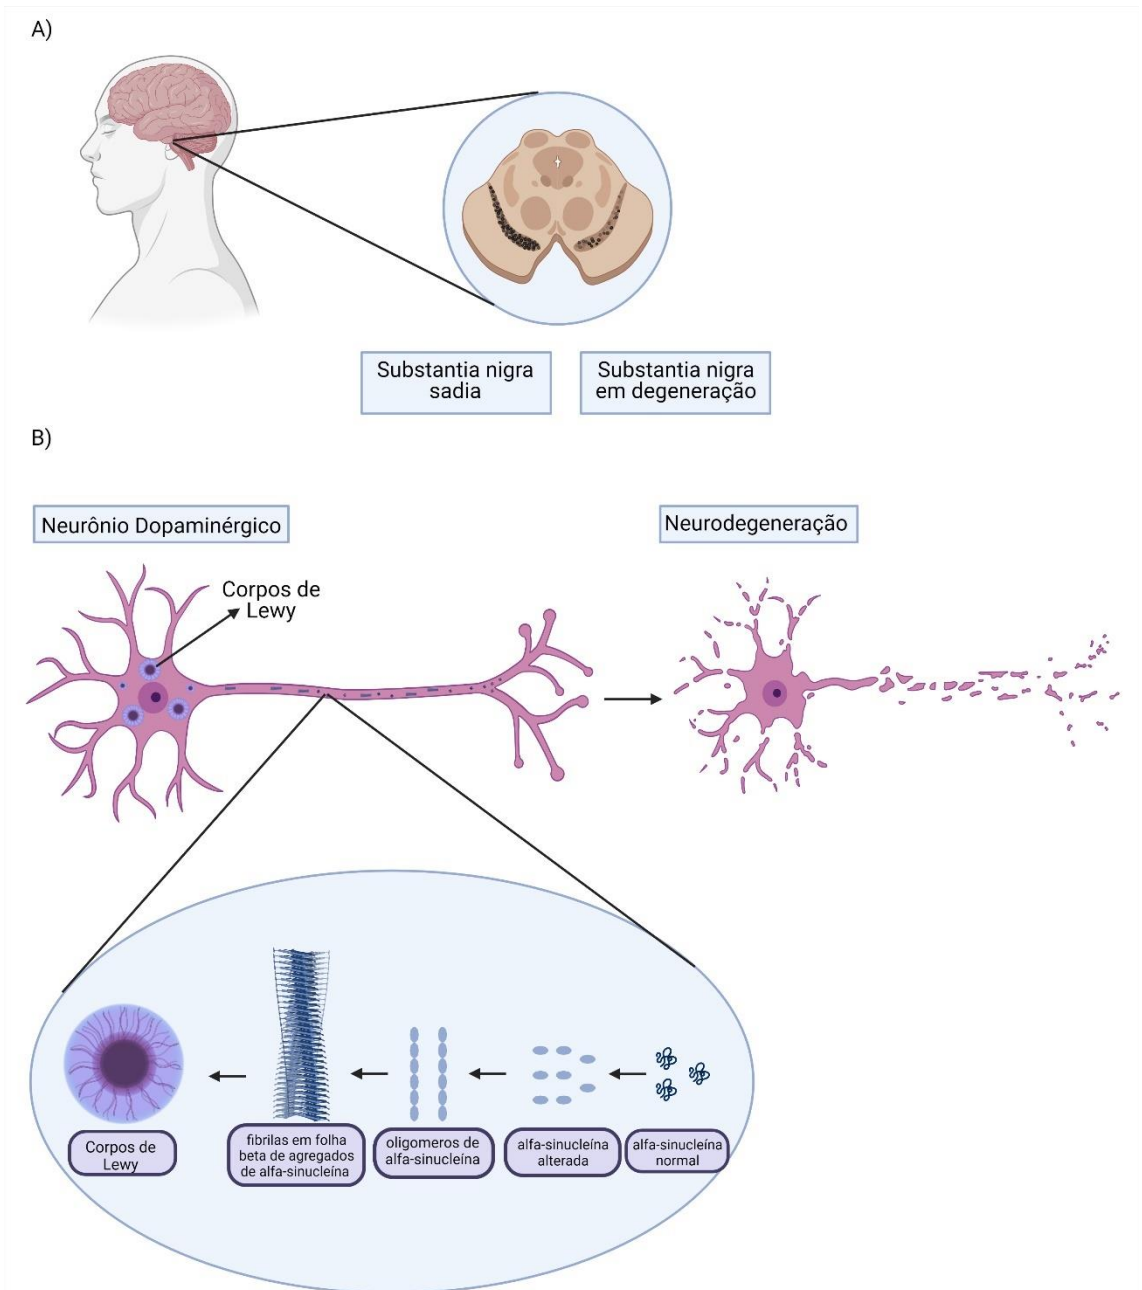 A)
Substantia nigra
sadia
Substantia nigra
em degeneração
B)
Neurônio Dopaminérgico
Neurodegeneração
Corpos de
Lewy
Corpos de
Lewy
fibrilas em folha
beta de agregados
de alfa-sinucleína
oligomeros de
alfa-sinucleína
alfa-sinucleína
alterada
alfa-sinucleína
normal